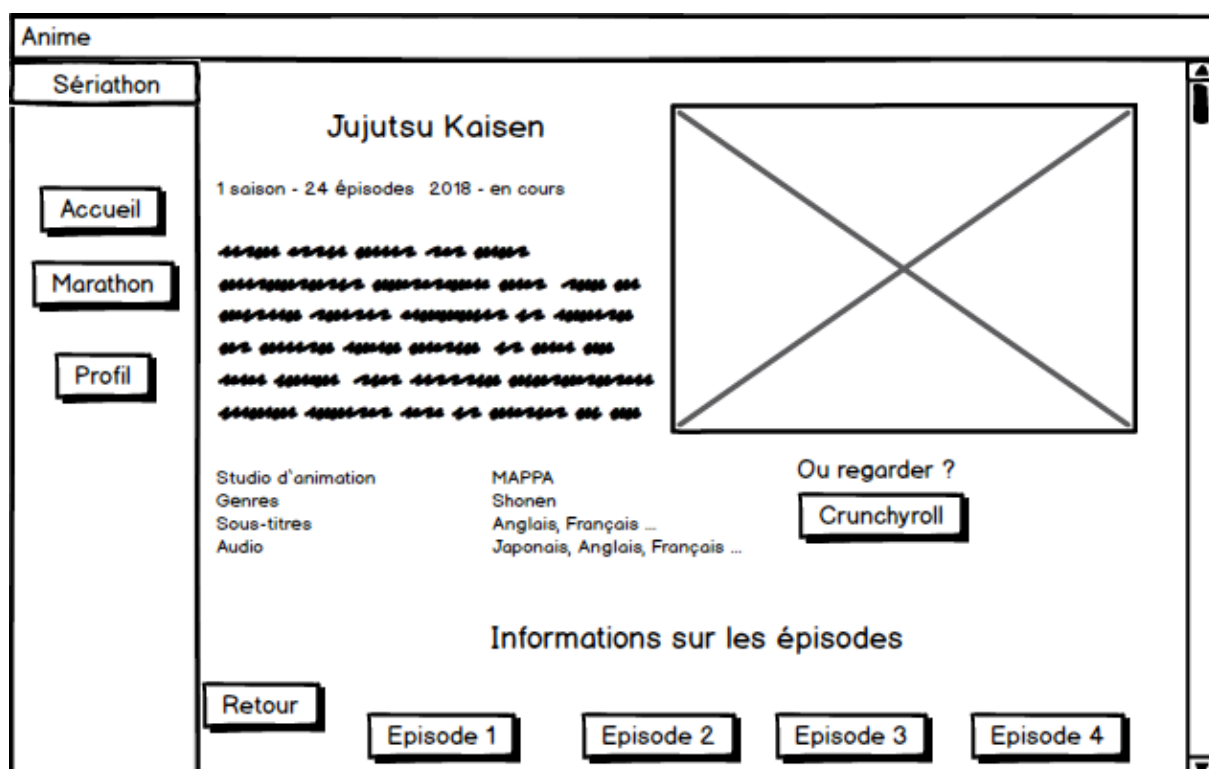 Anime
Sériathon
Accueil
Marathon
Profil
Jujutsu Kaisen
1 saison - 24 épisodes 2018 - en cours
Studio d'animation MAPPA
Genres Shonen
Sous-titres Anglais, Français ...
Audio Japonais, Anglais, Français ...
Ou regarder ?
Crunchyroll
Informations sur les épisodes
Retour
Episode 1 Episode 2 Episode 3 Episode 4